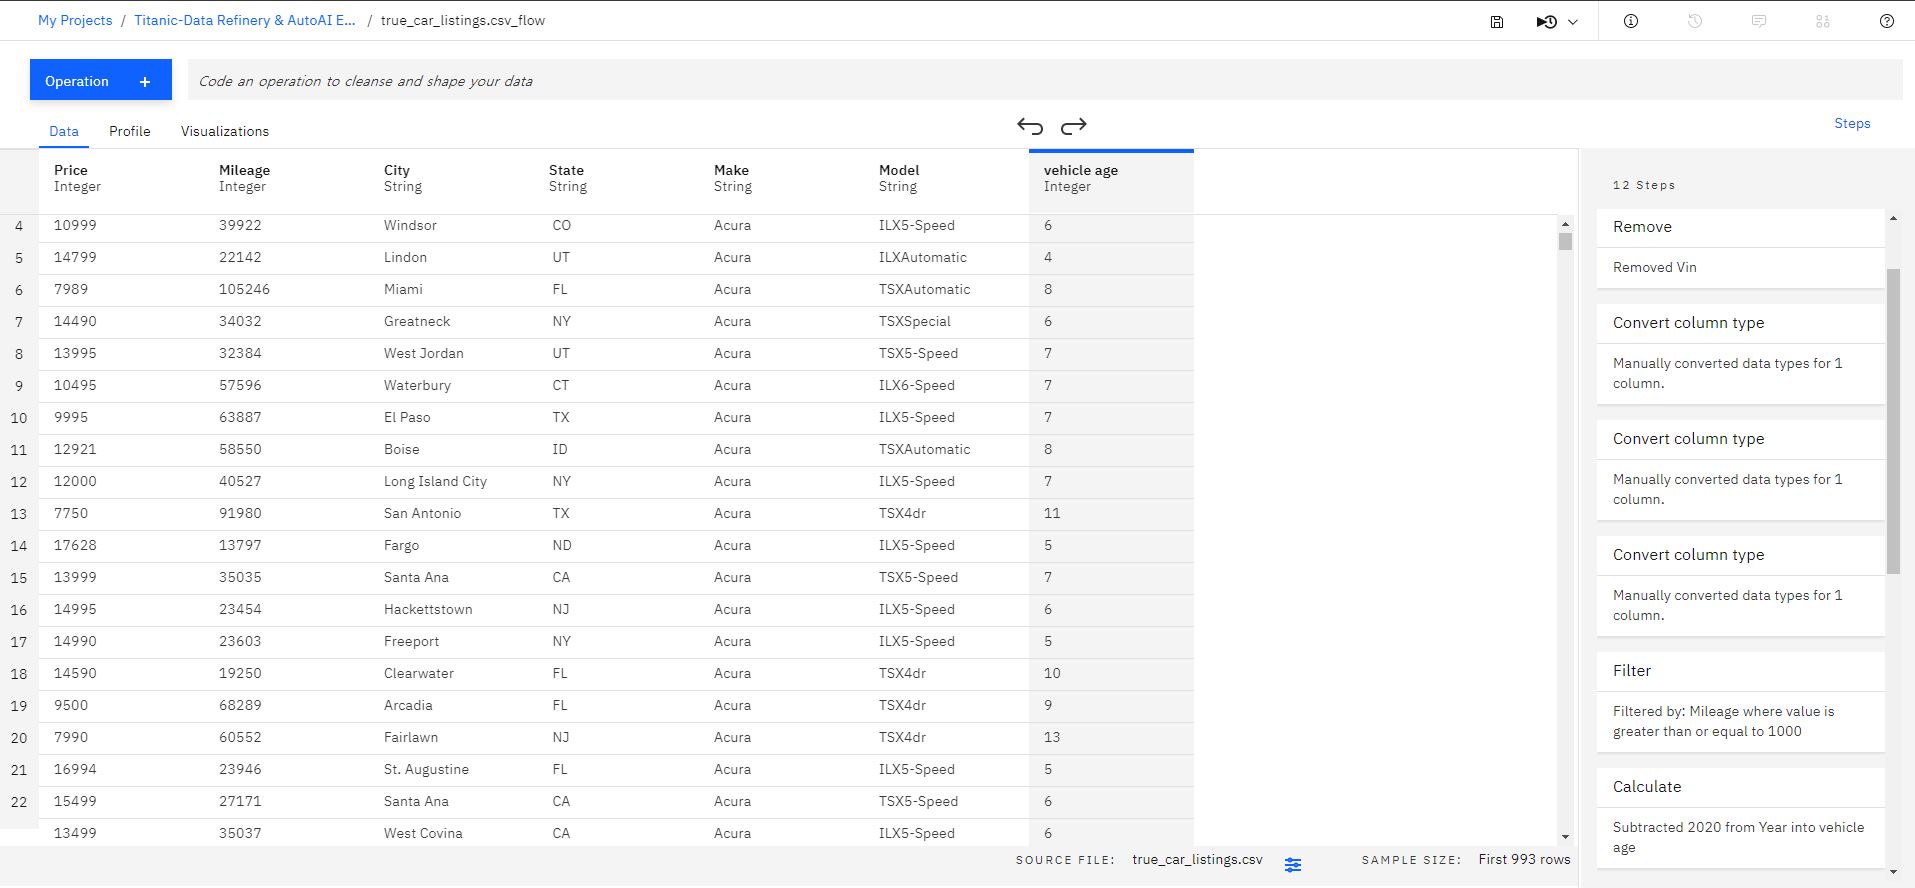 My Projects / Titanic-Data Refinery & AutoAI E... / true_car_listings.csv_flow
Operation +
Code an operation to cleanse and shape your data
Data Profile Visualizations
Steps
Price Mileage City State Make Model vehicle age
Integer Integer String String String String Integer
4 10999 39922 Windsor CO Acura ILX5-Speed 6
5 14799 22142 Lindon UT Acura ILXAutomatic 4
6 7989 105246 Miami FL Acura TSXAutomatic 8
7 14490 34032 Greatneck NY Acura TSXSpecial 6
8 13995 32384 West Jordan UT Acura TSX5-Speed 7
9 10495 57596 Waterbury CT Acura ILX6-Speed 7
10 9995 63887 El Paso TX Acura ILX5-Speed 7
11 12921 58550 Boise ID Acura TSXAutomatic 8
12 12000 40527 Long Island City NY Acura ILX5-Speed 7
13 7750 91980 San Antonio TX Acura TSX4dr 11
14 17628 13797 Fargo ND Acura ILX5-Speed 5
15 13999 35035 Santa Ana CA Acura TSX5-Speed 7
16 14995 23454 Hackettstown NJ Acura ILX5-Speed 6
17 14990 23603 Freeport NY Acura ILX5-Speed 5
18 14590 19250 Clearwater FL Acura TSX4dr 10
19 9500 68289 Arcadia FL Acura TSX4dr 9
20 7990 60552 Fairlawn NJ Acura TSX4dr 13
21 16994 23946 St. Augustine FL Acura ILX5-Speed 5
22 15499 27171 Santa Ana CA Acura TSX5-Speed 6
13499 35037 West Covina CA Acura ILX5-Speed 6
SOURCE FILE: true_car_listings.csv SAMPLE SIZE: First 993 rows
12 Steps
Remove
Removed Vin
Convert column type
Manually converted data types for 1
column.
Convert column type
Manually converted data types for 1
column.
Convert column type
Manually converted data types for 1
column.
Filter
Filtered by: Mileage where value is
greater than or equal to 1000
Calculate
Subtracted 2020 from Year into vehicle
age